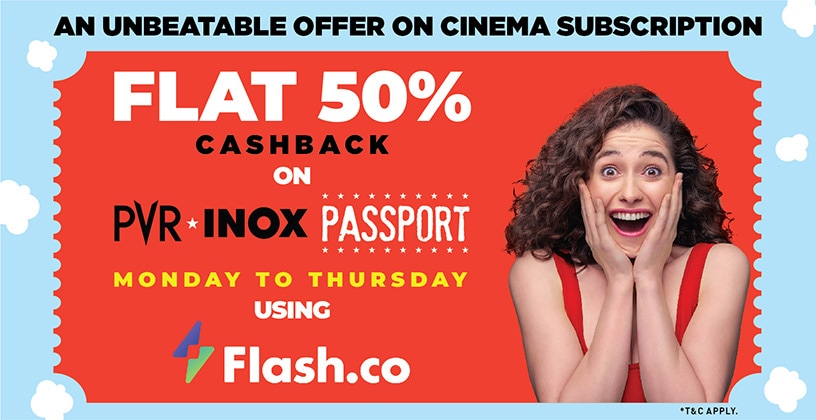 AN UNBEATABLE OFFER ON CINEMA SUBSCRIPTION
FLAT 50%
CASHBACK
ON
PVR INOX PASSPORT
MONDAY TO THURSDAY
USING
Flash.co
*T&C APPLY.